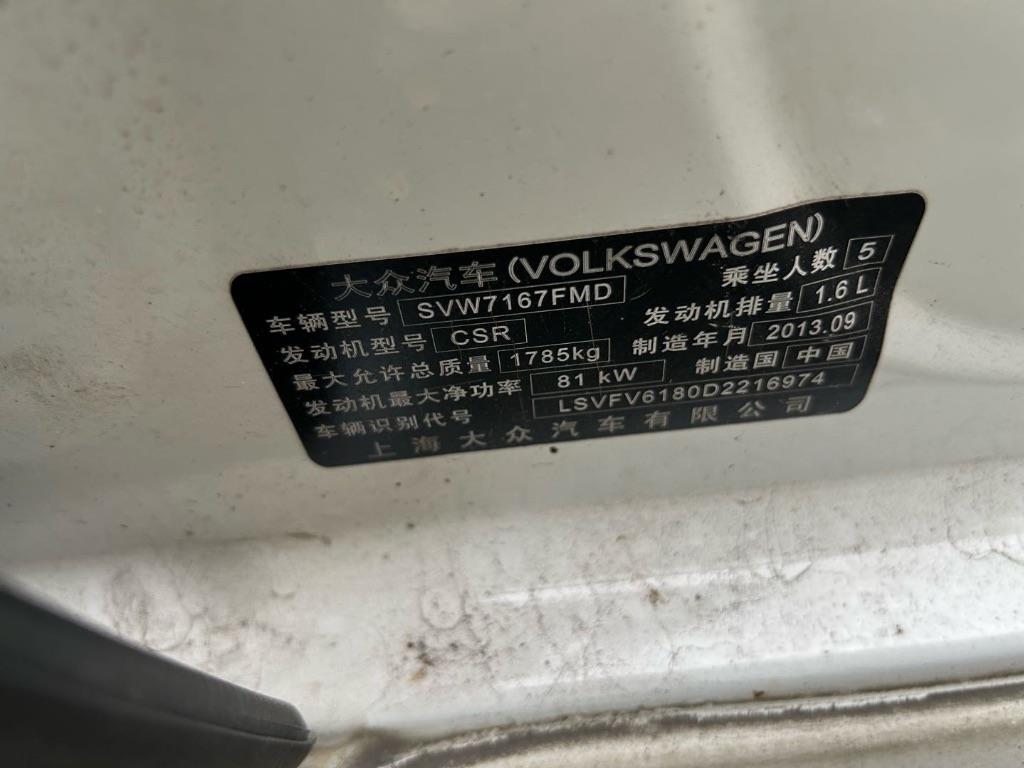 大众汽车(VOLKSWAGEN)
车辆型号 SVW7167FMD 乘坐人数 5
发动机型号 CSR 发动机排量 1.6 L
最大允许总质量 1785kg 制造年月 2013.09
发动机最大净功率 81 kW 制造国 中国
车辆识别代号 LSVFV6180D2216974
上海大众汽车有限公司